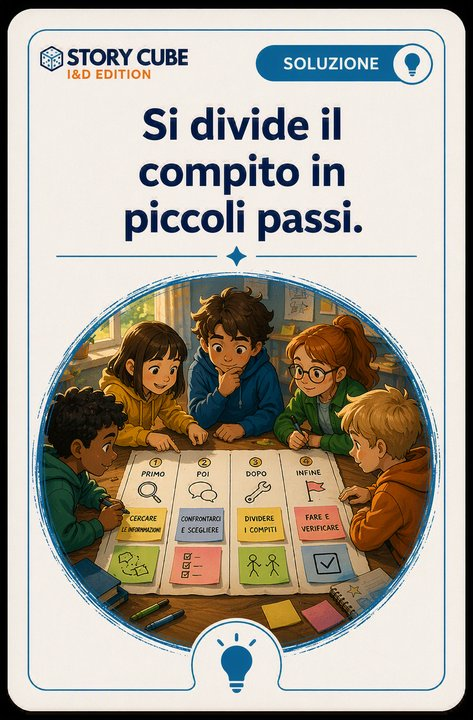 STORY CUBE
I&D EDITION
SOLUZIONE
Si divide il
compito in
piccoli passi.
1
PRIMO
2
POI
3
DOPO
4
INFINE
CERCARE
LE INFORMAZIONI
CONFRONTARCI
E SCEGLIERE
DIVIDERE
I COMPITI
FARE E
VERIFICARE